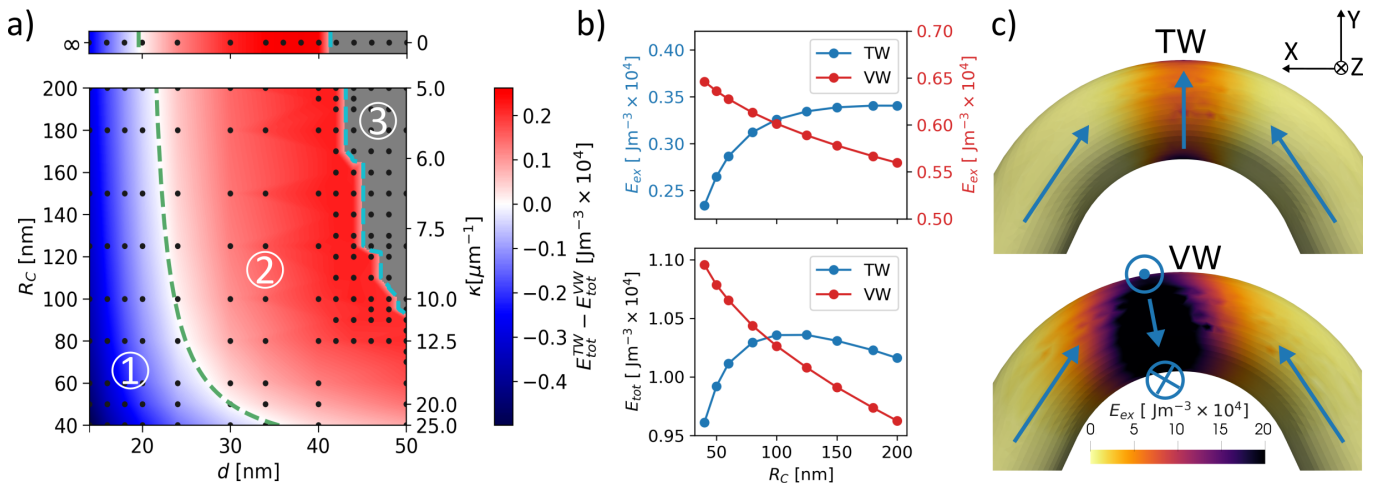 a)
∞
0
200
180
160
140
120
100
80
60
40
R_C [nm]
20
30
40
50
d [nm]
1
2
3
5.0
6.0
7.5
10.0
12.5
20.0
25.0
κ[μm⁻¹]
0.2
0.1
0.0
−0.1
−0.2
−0.3
−0.4
E_tot^TW − E_tot^VW [Jm⁻³ × 10⁴]
b)
0.40
0.35
0.30
0.25
E_ex [ Jm⁻³ × 10⁴]
TW
VW
0.70
0.65
0.60
0.55
0.50
E_ex [ Jm⁻³ × 10⁴]
1.10
1.05
1.00
0.95
E_tot [ Jm⁻³ × 10⁴]
TW
VW
50
100
150
200
R_C [nm]
c)
TW
Y
X
Z
VW
E_ex [ Jm⁻³ × 10⁴]
0
5
10
15
20